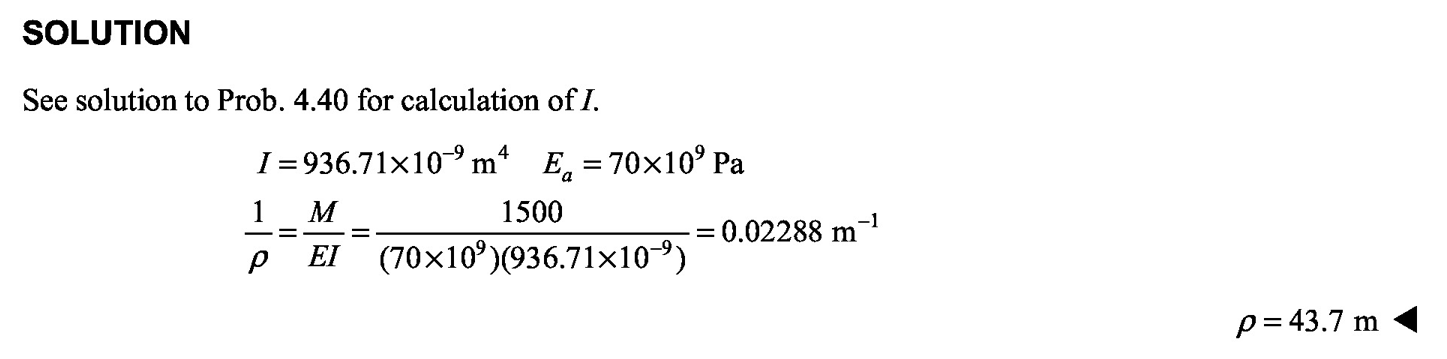 SOLUTION
See solution to Prob. 4.40 for calculation of I.
I = 936.71×10⁻⁹ m⁴ Eₐ = 70×10⁹ Pa
1/ρ = M/EI = 1500/(70×10⁹)(936.71×10⁻⁹) = 0.02288 m⁻¹
ρ = 43.7 m ◄